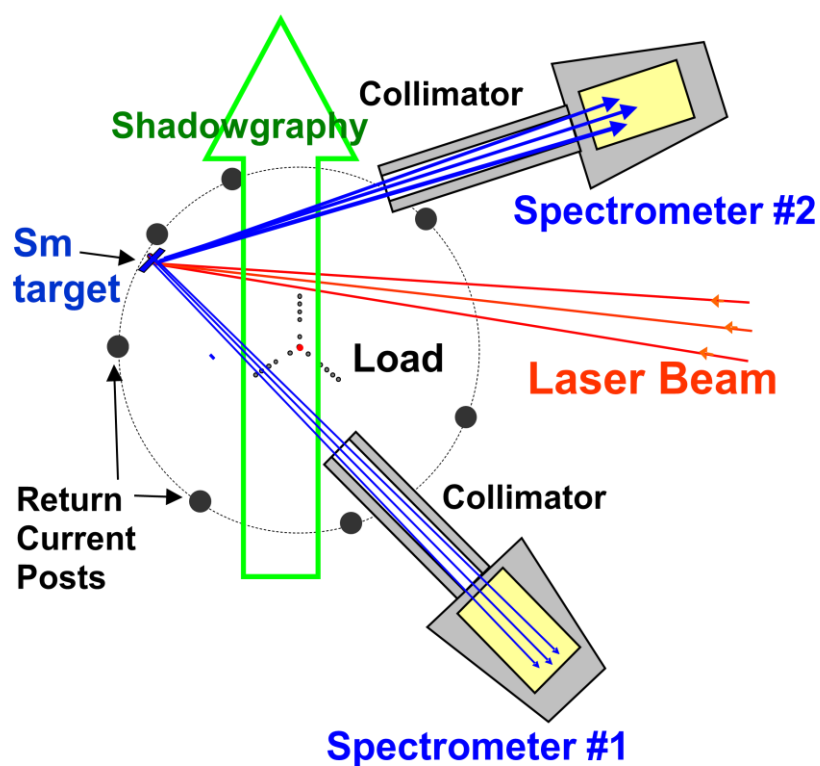 Collimator
Shadowgraphy
Spectrometer #2
Sm
target
Load
Laser Beam
Return
Current
Posts
Collimator
Spectrometer #1